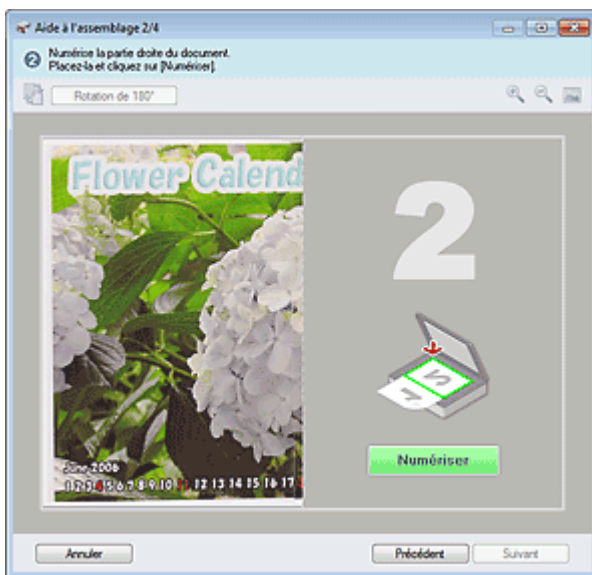 Aide à l'assemblage 2/4
2 Numérise la partie droite du document.
Placez-la et cliquez sur [Numériser].
Rotation de 180°
Flower Calend
2
Numériser
June 2006
1 2 3 4 5 6 7 8 9 10 11 12 13 14 15 16 17
Annuler
Précédent
Suivant